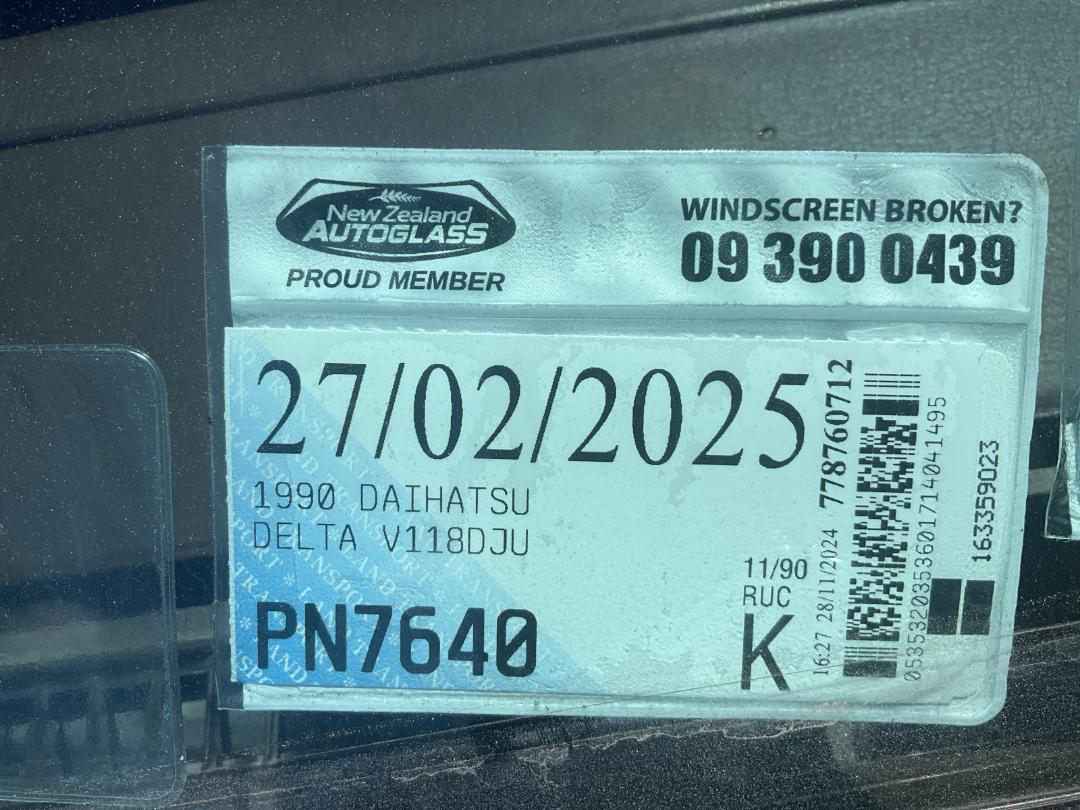 New Zealand
AUTOGLASS
PROUD MEMBER
WINDSCREEN BROKEN?
09 390 0439
27/02/2025
1990 DAIHATSU
DELTA V118DJU
PN7640
11/90
RUC
K
16:27 28/11/2024 778760712
0535320353601714041495
163359023